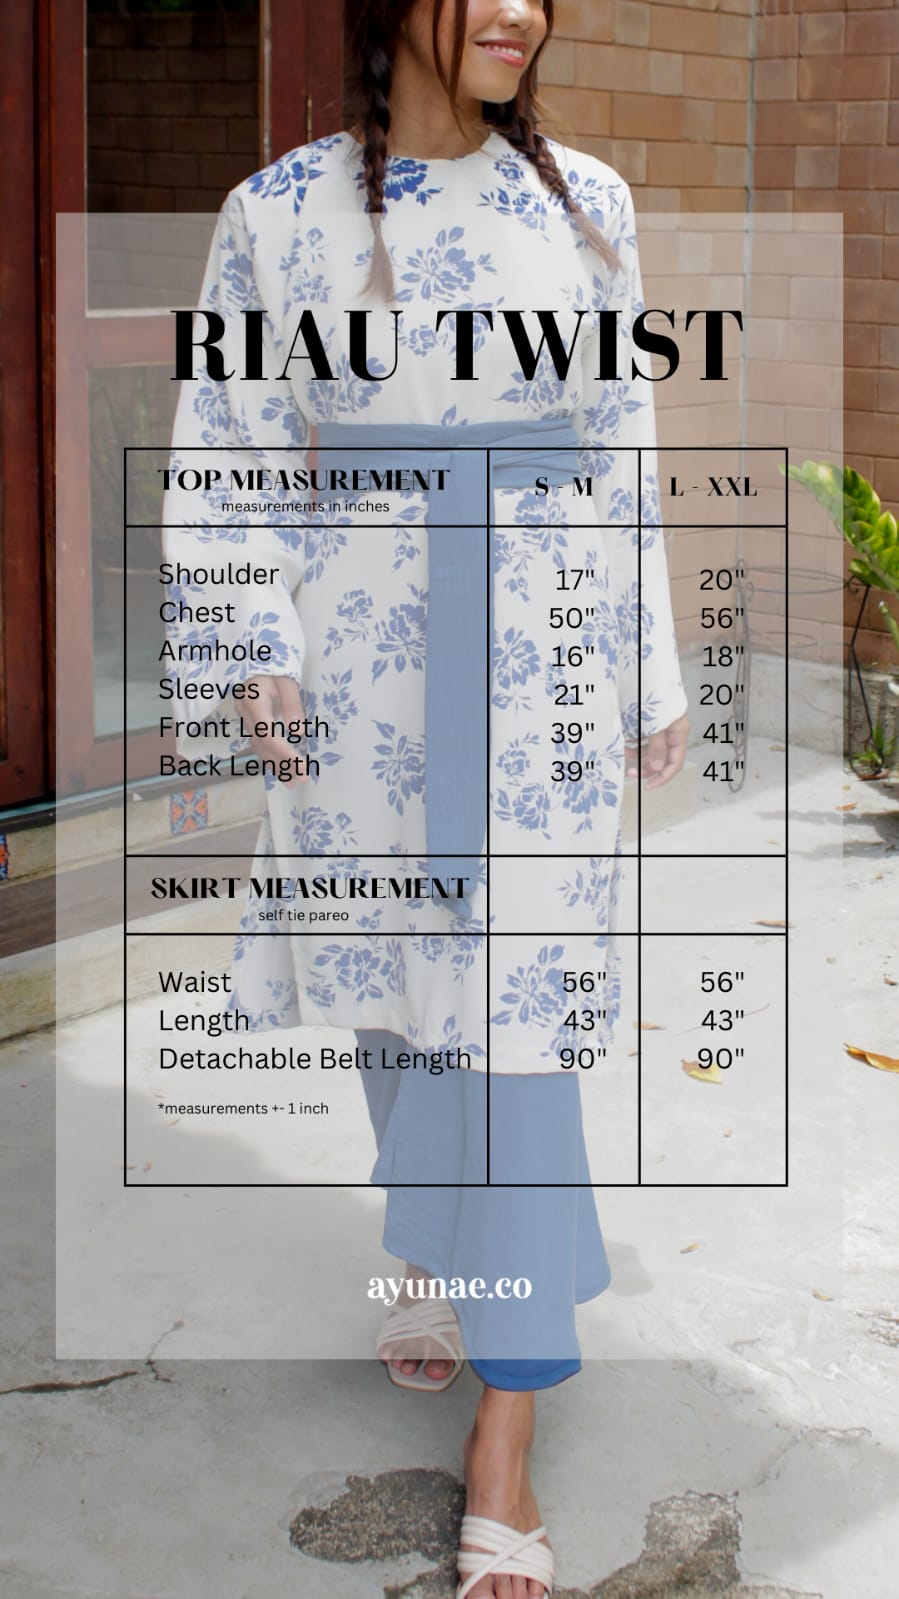 RIAU TWIST
TOP MEASUREMENT S - M L - XXL
measurements in inches
Shoulder 17" 20"
Chest 50" 56"
Armhole 16" 18"
Sleeves 21" 20"
Front Length 39" 41"
Back Length 39" 41"
SKIRT MEASUREMENT
self tie pareo
Waist 56" 56"
Length 43" 43"
Detachable Belt Length 90" 90"
*measurements +- 1 inch
ayunae.co